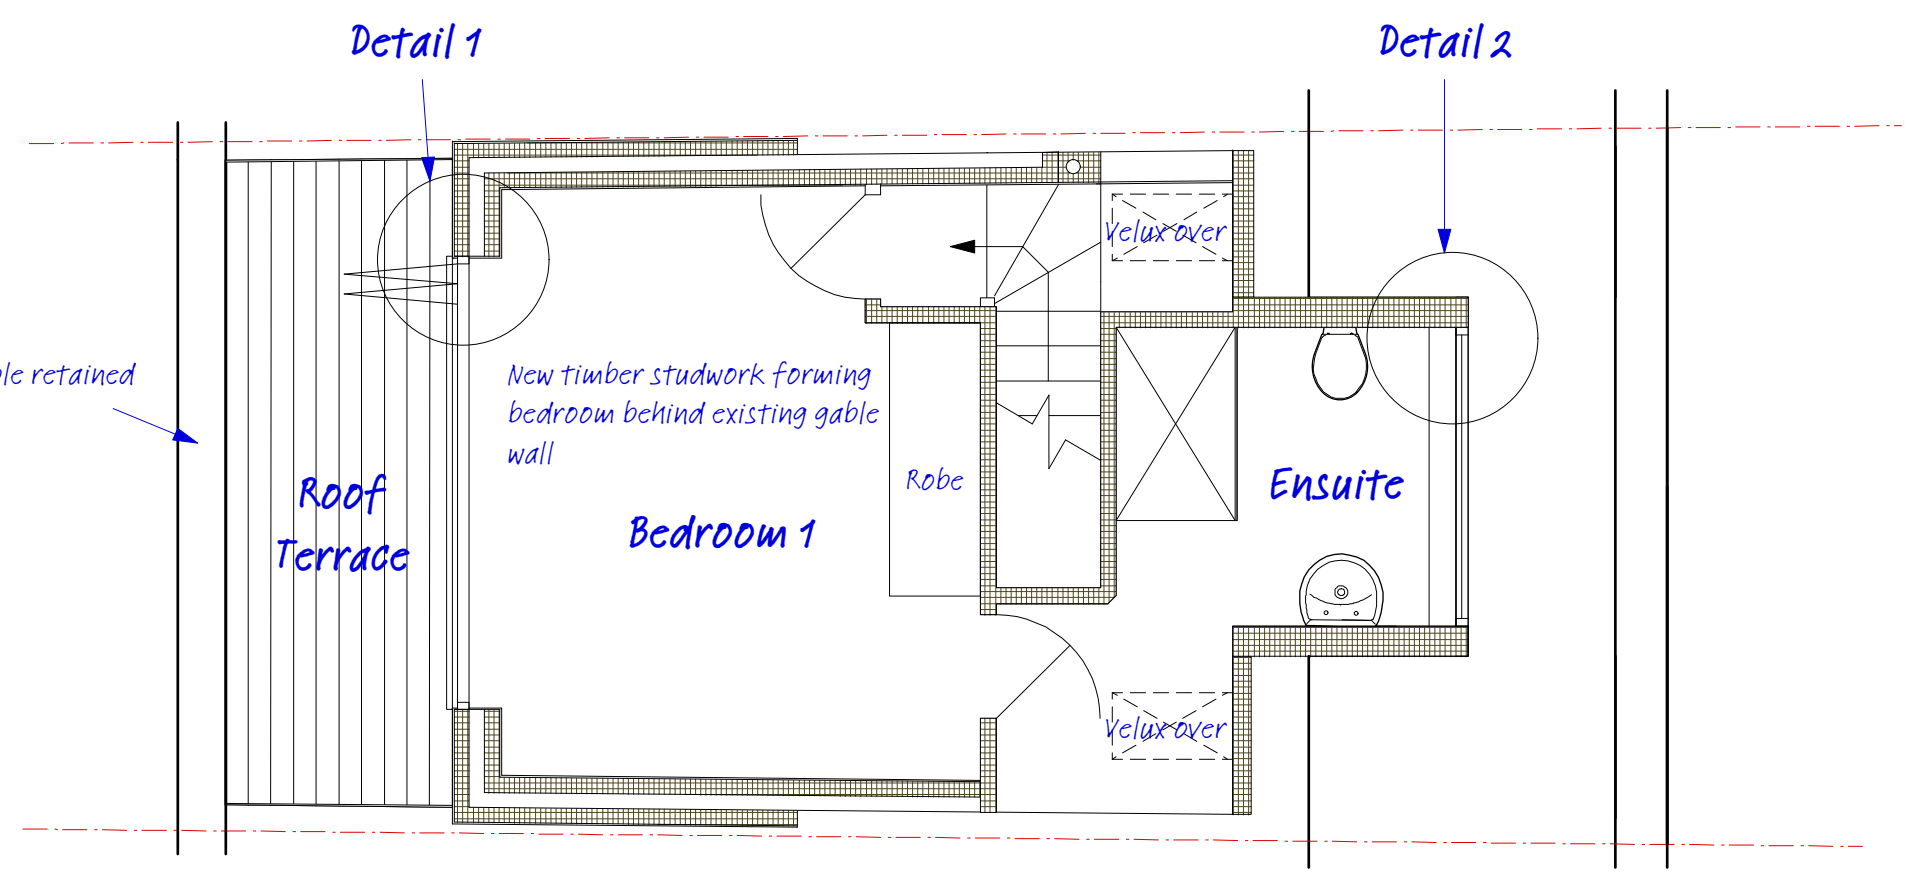 Detail 1
Detail 2
Velux over
retained
New timber studwork forming
bedroom behind existing gable
wall
Robe
Roof
Terrace
Bedroom 1
Ensuite
Velux over